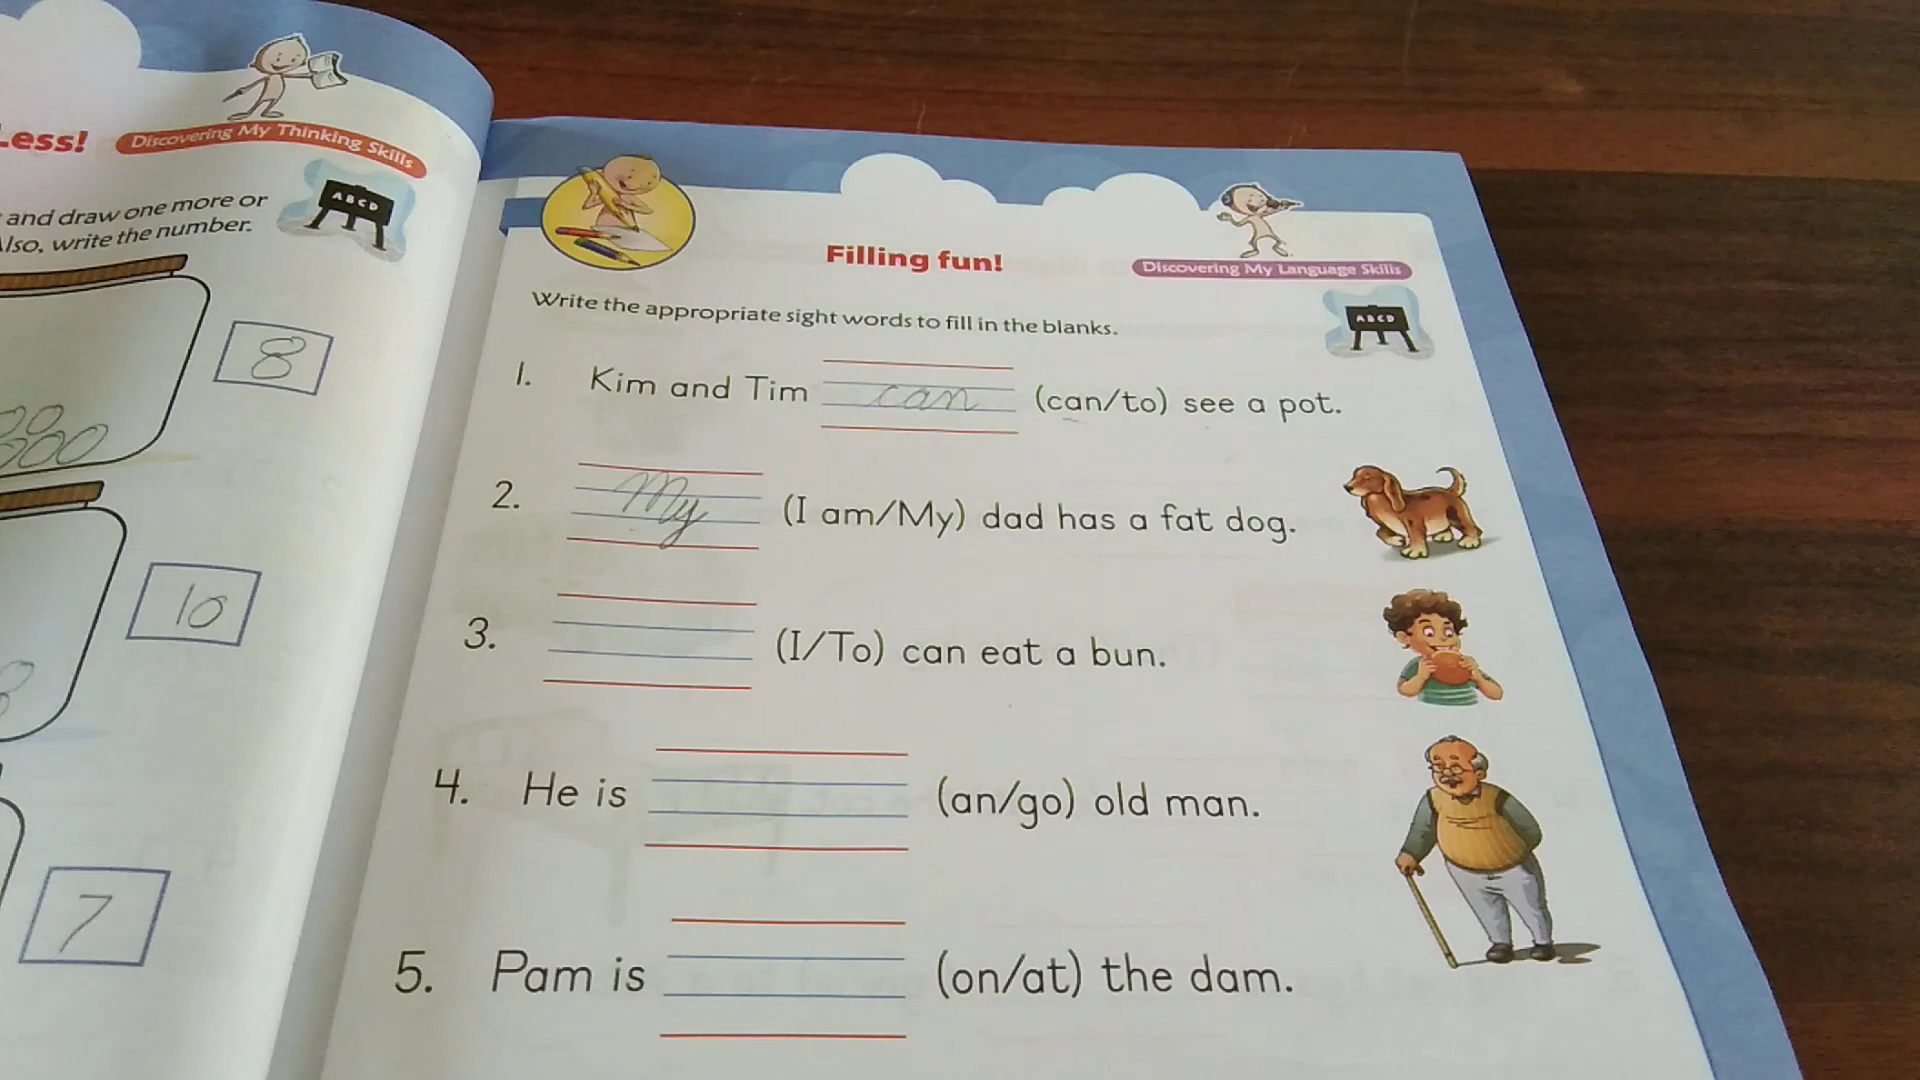 Less!
Discovering My Thinking Skills
and draw one more or
Also, write the number.
ABCD
8
10
7
Filling fun!
Discovering My Language Skills
ABCD
Write the appropriate sight words to fill in the blanks.
1. Kim and Tim can (can/to) see a pot.
2. My (I am/My) dad has a fat dog.
3. (I/To) can eat a bun.
4. He is (an/go) old man.
5. Pam is (on/at) the dam.